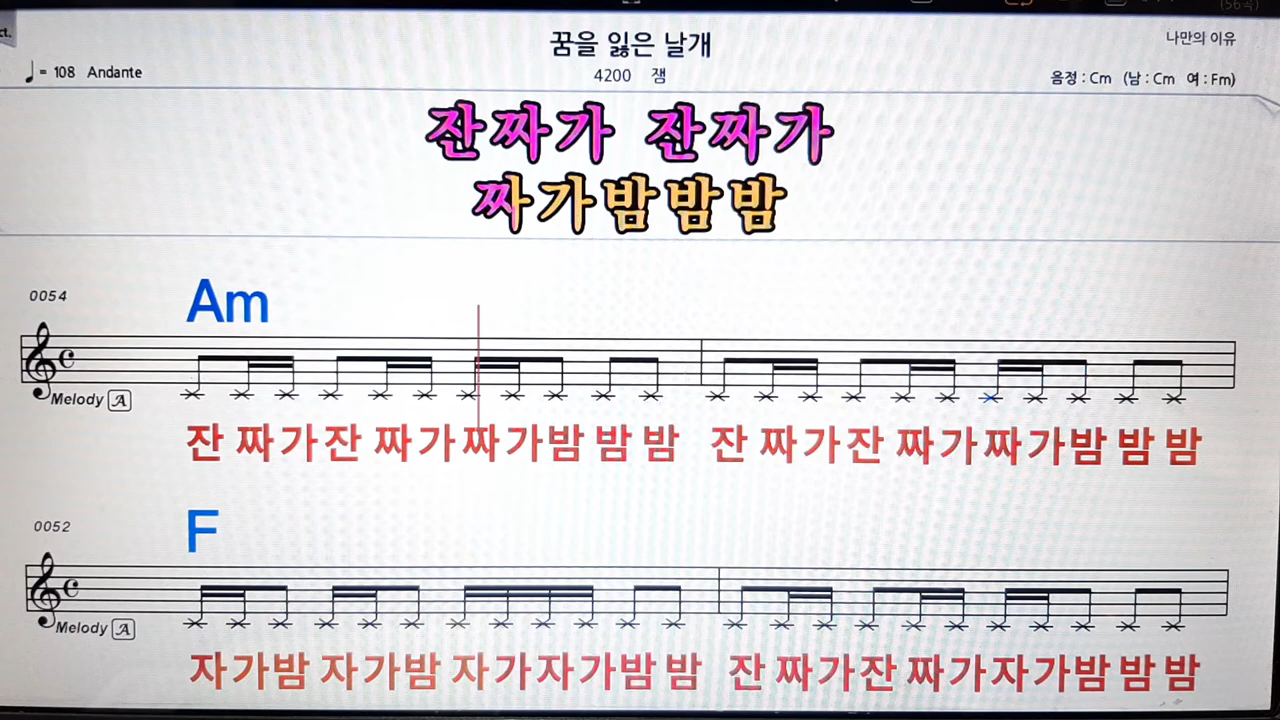 ct.
꿈을 잃은 날개
나만의 이유
♩= 108 Andante
4200 잼
음정 : Cm (남 : Cm 여 : Fm)
잔짜가 잔짜가
짜가밤밤밤
0054
Am
Melody A
잔 짜가잔 짜가짜가밤 밤 밤 잔 짜가잔 짜가짜가밤 밤 밤
0052
F
Melody A
자가밤 자가밤 자가자가밤 밤 잔 짜가잔 짜가자가밤 밤 밤